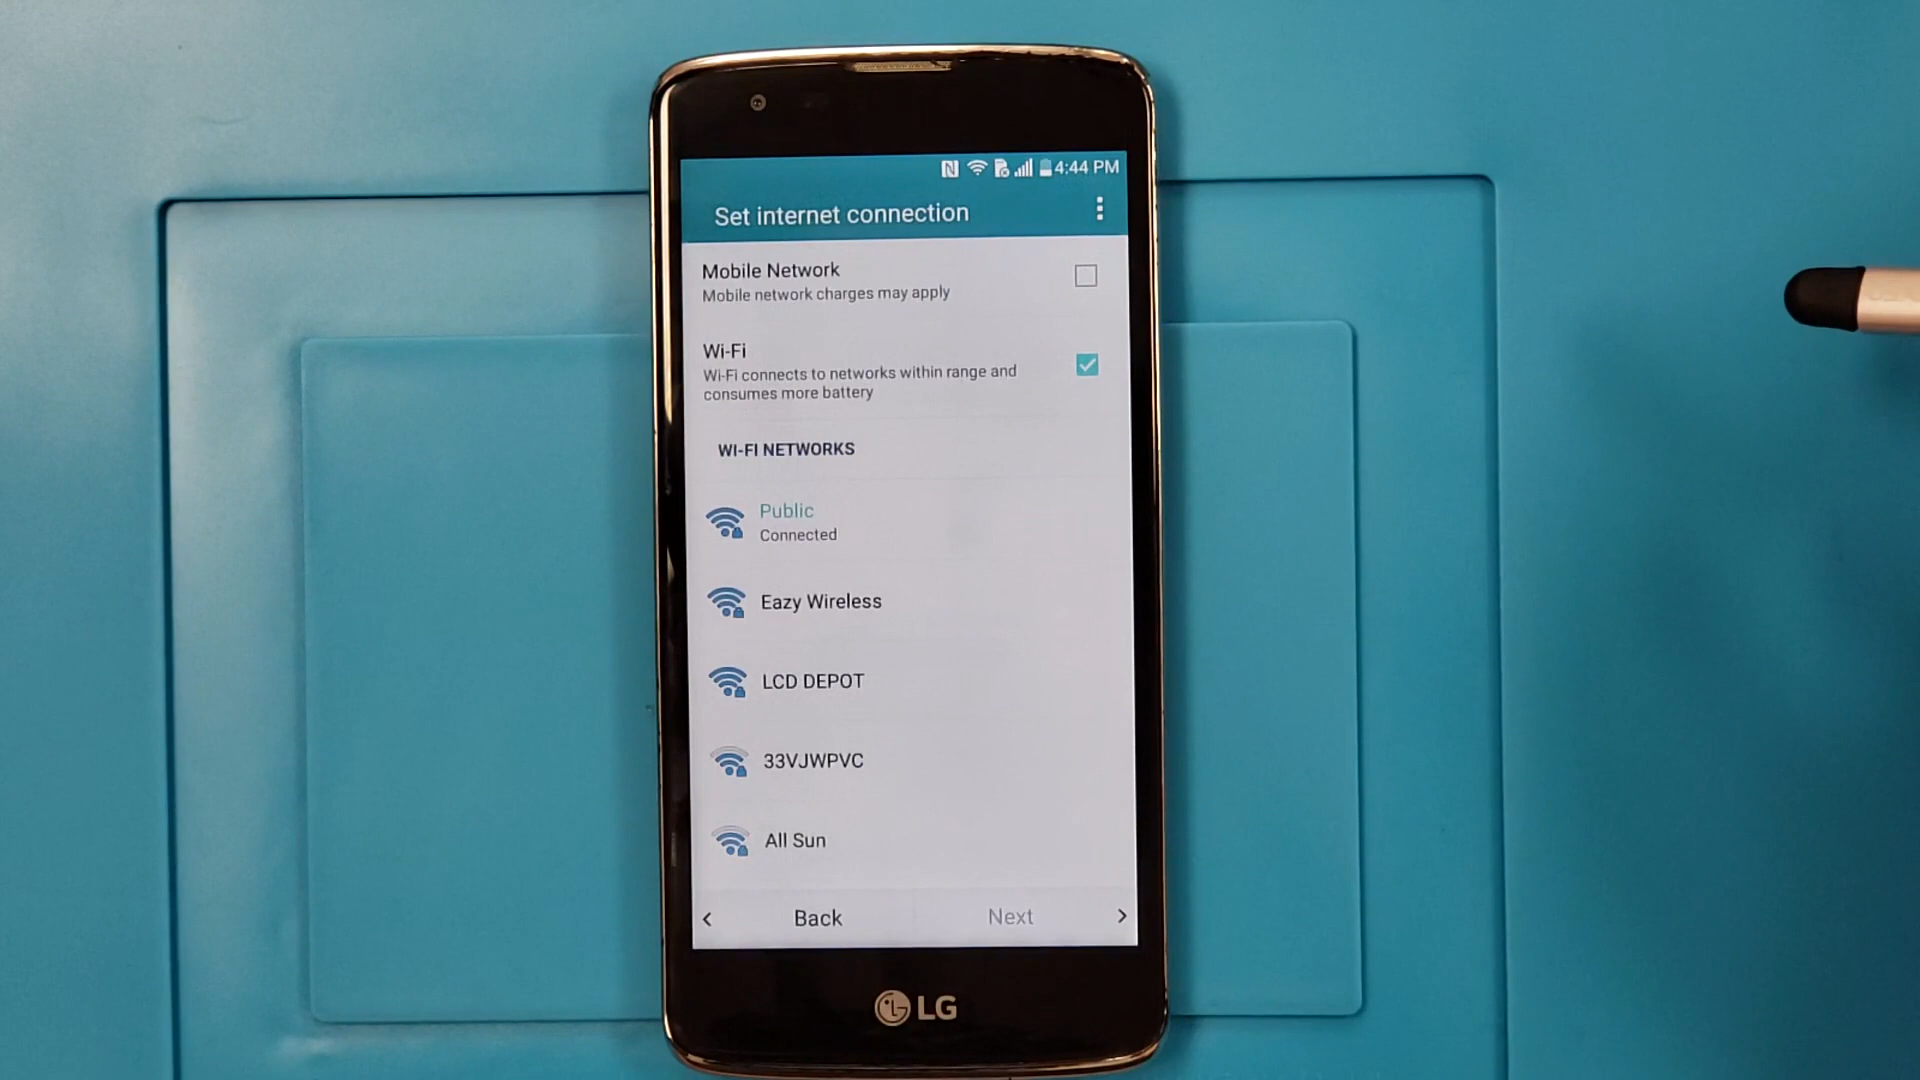 4:44 PM
Set internet connection
Mobile Network
Mobile network charges may apply
Wi-Fi
Wi-Fi connects to networks within range and
consumes more battery
WI-FI NETWORKS
Public
Connected
Eazy Wireless
LCD DEPOT
33VJWPVC
All Sun
Back
Next
LG